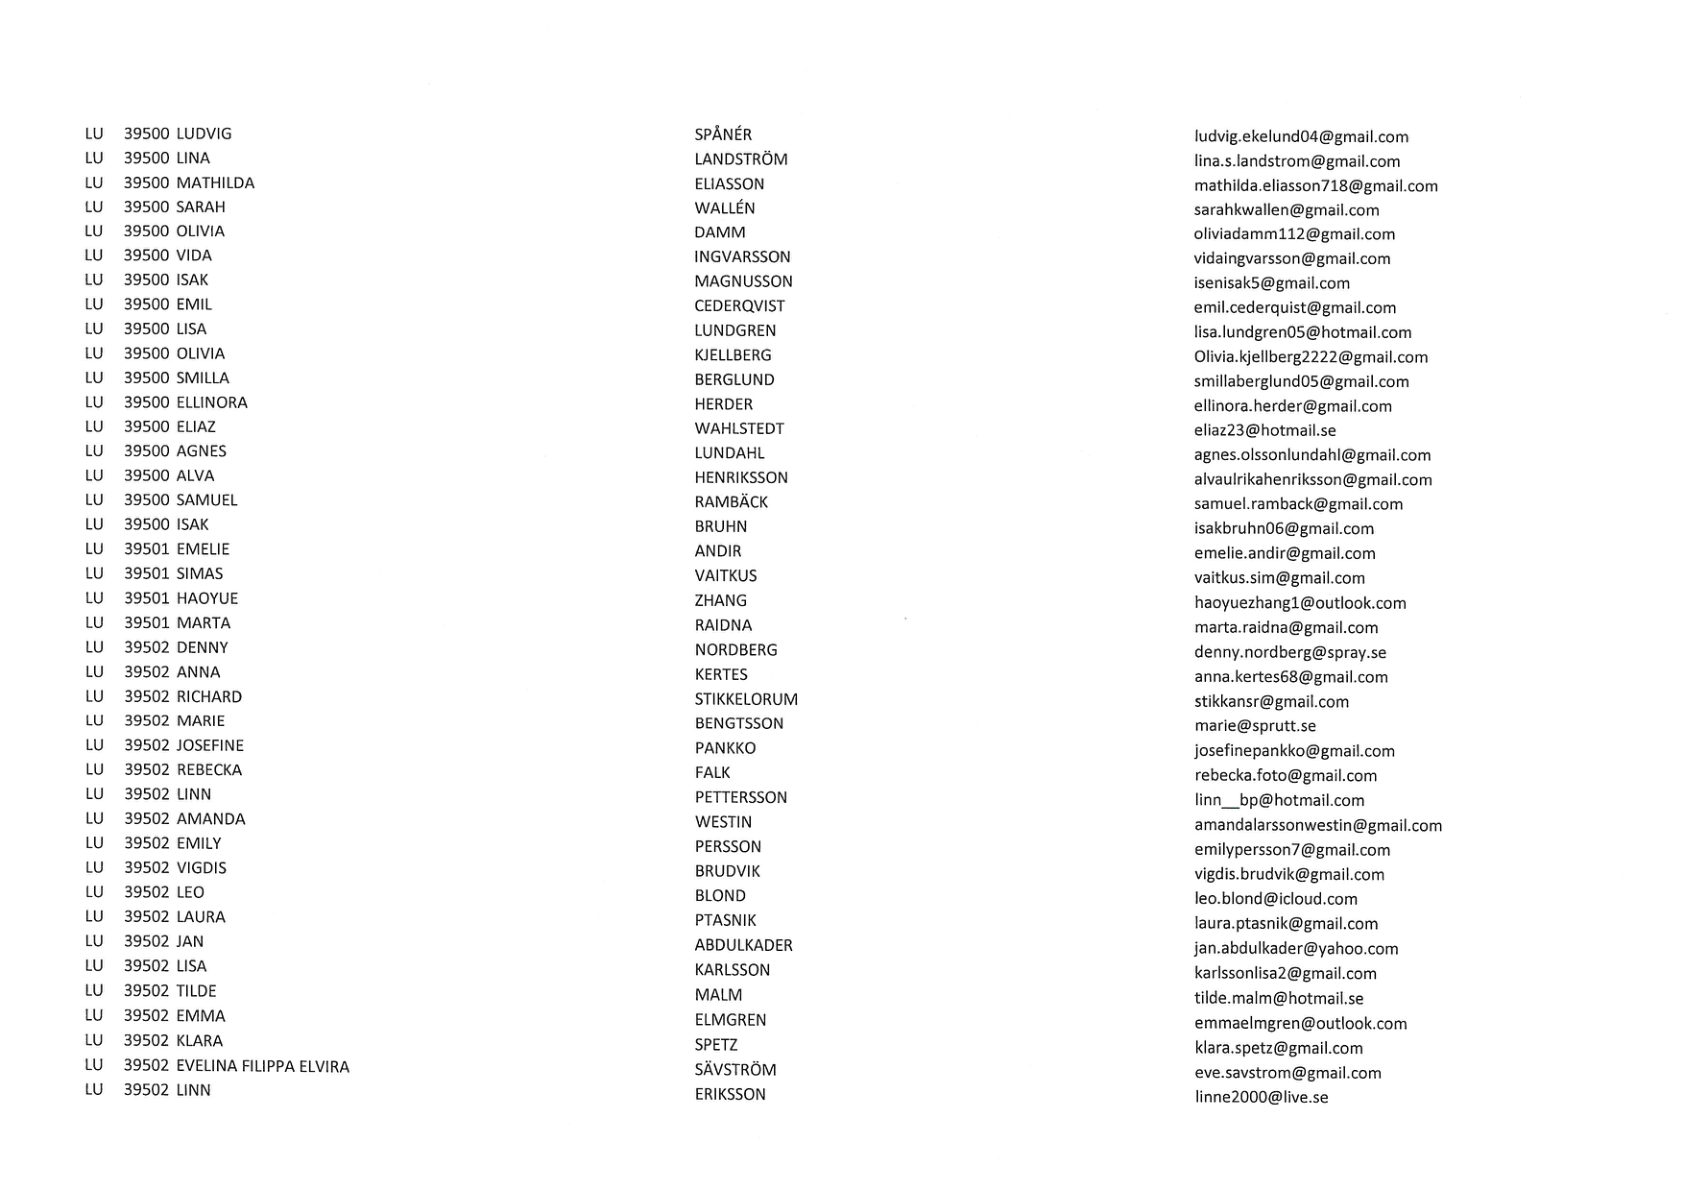 LU 39500 LUDVIG SPÅNÉR ludvig.ekelund04@gmail.com
LU 39500 LINA LANDSTRÖM lina.s.landstrom@gmail.com
LU 39500 MATHILDA ELIASSON mathilda.eliasson718@gmail.com
LU 39500 SARAH WALLÉN sarahkwallen@gmail.com
LU 39500 OLIVIA DAMM oliviadamm112@gmail.com
LU 39500 VIDA INGVARSSON vidaingvarsson@gmail.com
LU 39500 ISAK MAGNUSSON isenisak5@gmail.com
LU 39500 EMIL CEDERQVIST emil.cederquist@gmail.com
LU 39500 LISA LUNDGREN lisa.lundgren05@hotmail.com
LU 39500 OLIVIA KJELLBERG Olivia.kjellberg2222@gmail.com
LU 39500 SMILLA BERGLUND smillaberglund05@gmail.com
LU 39500 ELLINORA HERDER ellinora.herder@gmail.com
LU 39500 ELIAZ WAHLSTEDT eliaz23@hotmail.se
LU 39500 AGNES LUNDAHL agnes.olssonlundahl@gmail.com
LU 39500 ALVA HENRIKSSON alvaulrikahenriksson@gmail.com
LU 39500 SAMUEL RAMBÄCK samuel.ramback@gmail.com
LU 39500 ISAK BRUHN isakbruhn06@gmail.com
LU 39501 EMELIE ANDIR emelie.andir@gmail.com
LU 39501 SIMAS VAITKUS vaitkus.sim@gmail.com
LU 39501 HAOYUE ZHANG haoyuezhang1@outlook.com
LU 39501 MARTA RAIDNA marta.raidna@gmail.com
LU 39502 DENNY NORDBERG denny.nordberg@spray.se
LU 39502 ANNA KERTES anna.kertes68@gmail.com
LU 39502 RICHARD STIKKELORUM stikkansr@gmail.com
LU 39502 MARIE BENGTSSON marie@sprutt.se
LU 39502 JOSEFINE PANKKO josefinepankko@gmail.com
LU 39502 REBECKA FALK rebecka.foto@gmail.com
LU 39502 LINN PETTERSSON linn__bp@hotmail.com
LU 39502 AMANDA WESTIN amandalarssonwestin@gmail.com
LU 39502 EMILY PERSSON emilypersson7@gmail.com
LU 39502 VIGDIS BRUDVIK vigdis.brudvik@gmail.com
LU 39502 LEO BLOND leo.blond@icloud.com
LU 39502 LAURA PTASNIK laura.ptasnik@gmail.com
LU 39502 JAN ABDULKADER jan.abdulkader@yahoo.com
LU 39502 LISA KARLSSON karlssonlisa2@gmail.com
LU 39502 TILDE MALM tilde.malm@hotmail.se
LU 39502 EMMA ELMGREN emmaelmgren@outlook.com
LU 39502 KLARA SPETZ klara.spetz@gmail.com
LU 39502 EVELINA FILIPPA ELVIRA SÄVSTRÖM eve.savstrom@gmail.com
LU 39502 LINN ERIKSSON linne2000@live.se